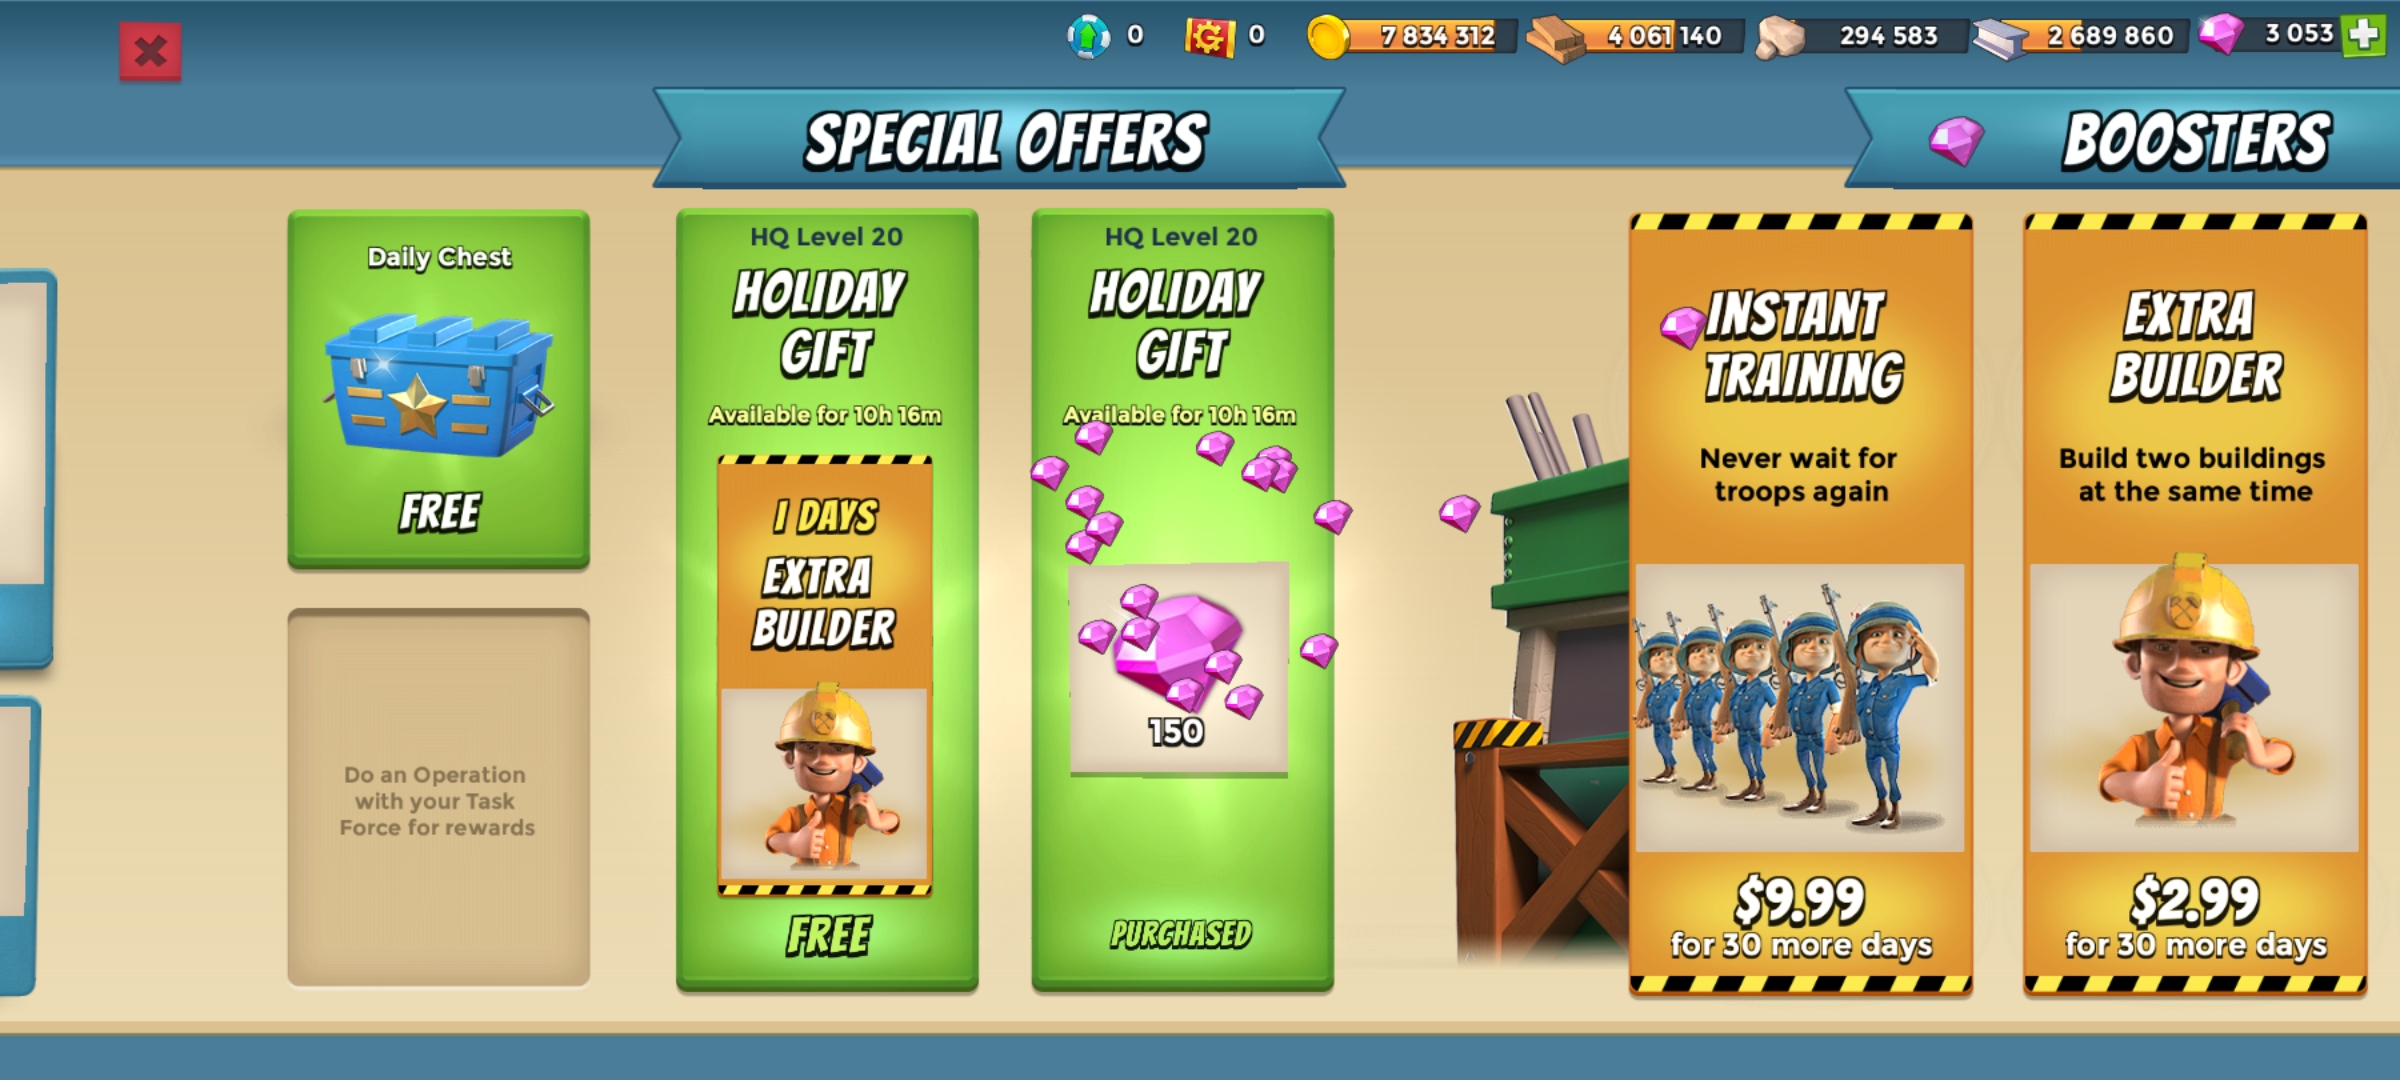 0
0
7 834 312
4 061 140
294 583
2 689 860
3 053
SPECIAL OFFERS
BOOSTERS
Daily Chest
FREE
Do an Operation
with your Task
Force for rewards
HQ Level 20
HOLIDAY
GIFT
Available for 10h 16m
1 DAYS
EXTRA
BUILDER
FREE
HQ Level 20
HOLIDAY
GIFT
Available for 10h 16m
150
PURCHASED
INSTANT
TRAINING
Never wait for
troops again
$9.99
for 30 more days
EXTRA
BUILDER
Build two buildings
at the same time
$2.99
for 30 more days